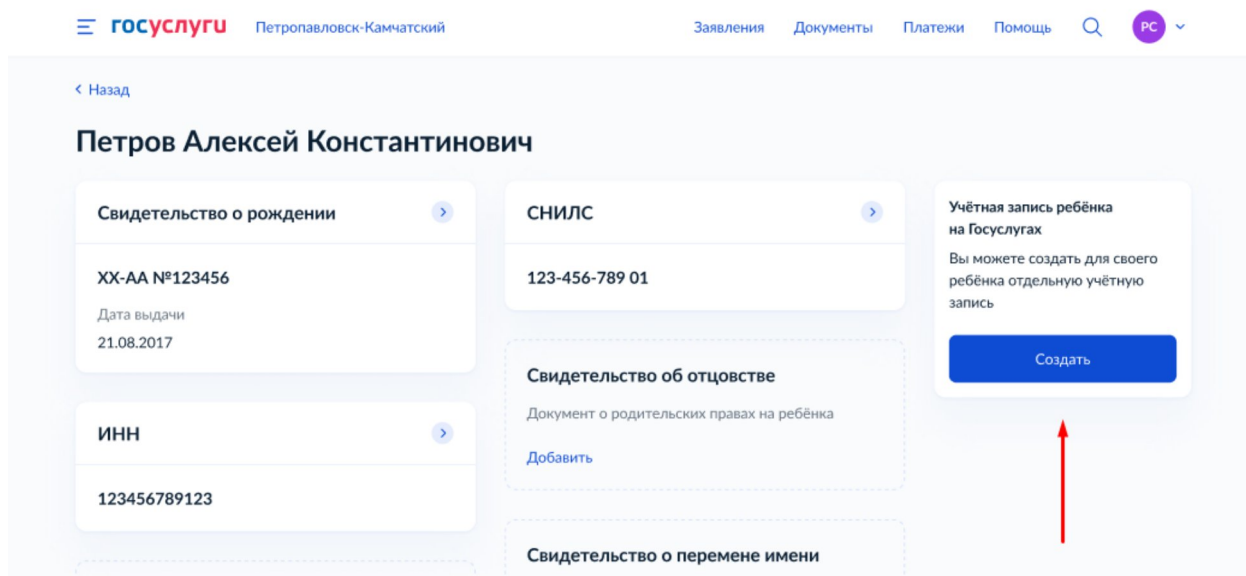 госуслуги Петропавловск-Камчатский Заявления Документы Платежи Помощь РС
Назад
Петров Алексей Константинович
Свидетельство о рождении
ХХ-АА №123456
Дата выдачи
21.08.2017
ИНН
123456789123
СНИЛС
123-456-789 01
Свидетельство об отцовстве
Документ о родительских правах на ребёнка
Добавить
Свидетельство о перемене имени
Учётная запись ребёнка
на Госуслугах
Вы можете создать для своего
ребёнка отдельную учётную
запись
Создать